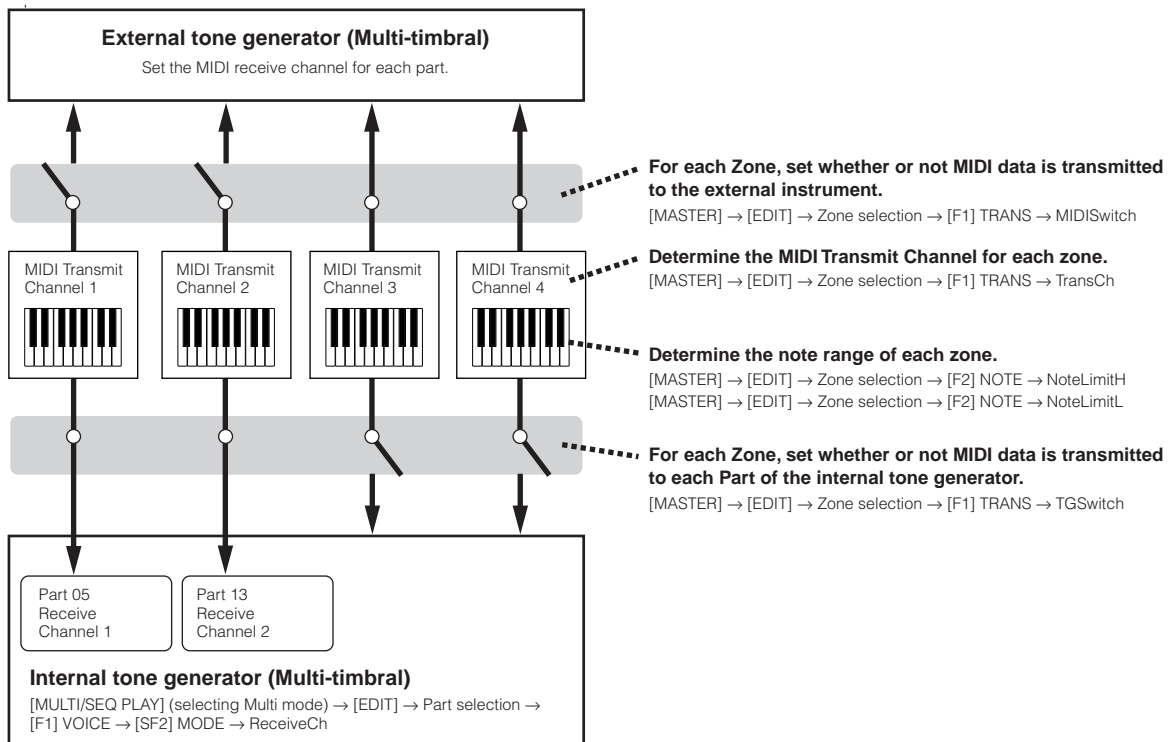 External tone generator (Multi-timbral)
Set the MIDI receive channel for each part.
For each Zone, set whether or not MIDI data is transmitted
to the external instrument.
[MASTER] → [EDIT] → Zone selection → [F1] TRANS → MIDISwitch
MIDI Transmit
Channel 1
MIDI Transmit
Channel 2
MIDI Transmit
Channel 3
MIDI Transmit
Channel 4
Determine the MIDI Transmit Channel for each zone.
[MASTER] → [EDIT] → Zone selection → [F1] TRANS → TransCh
Determine the note range of each zone.
[MASTER] → [EDIT] → Zone selection → [F2] NOTE → NoteLimitH
[MASTER] → [EDIT] → Zone selection → [F2] NOTE → NoteLimitL
For each Zone, set whether or not MIDI data is transmitted
to each Part of the internal tone generator.
[MASTER] → [EDIT] → Zone selection → [F1] TRANS → TGSwitch
Part 05
Receive
Channel 1
Part 13
Receive
Channel 2
Internal tone generator (Multi-timbral)
[MULTI/SEQ PLAY] (selecting Multi mode) → [EDIT] → Part selection →
[F1] VOICE → [SF2] MODE → ReceiveCh